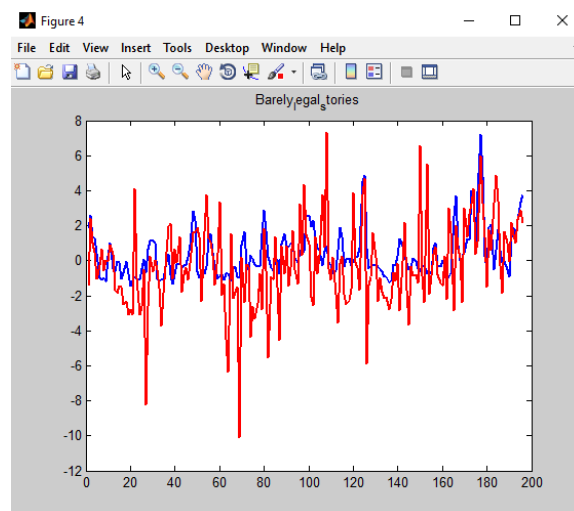 Figure 4
File Edit View Insert Tools Desktop Window Help
Barely_legal_stories
8
6
4
2
0
-2
-4
-6
-8
-10
-12
0 20 40 60 80 100 120 140 160 180 200